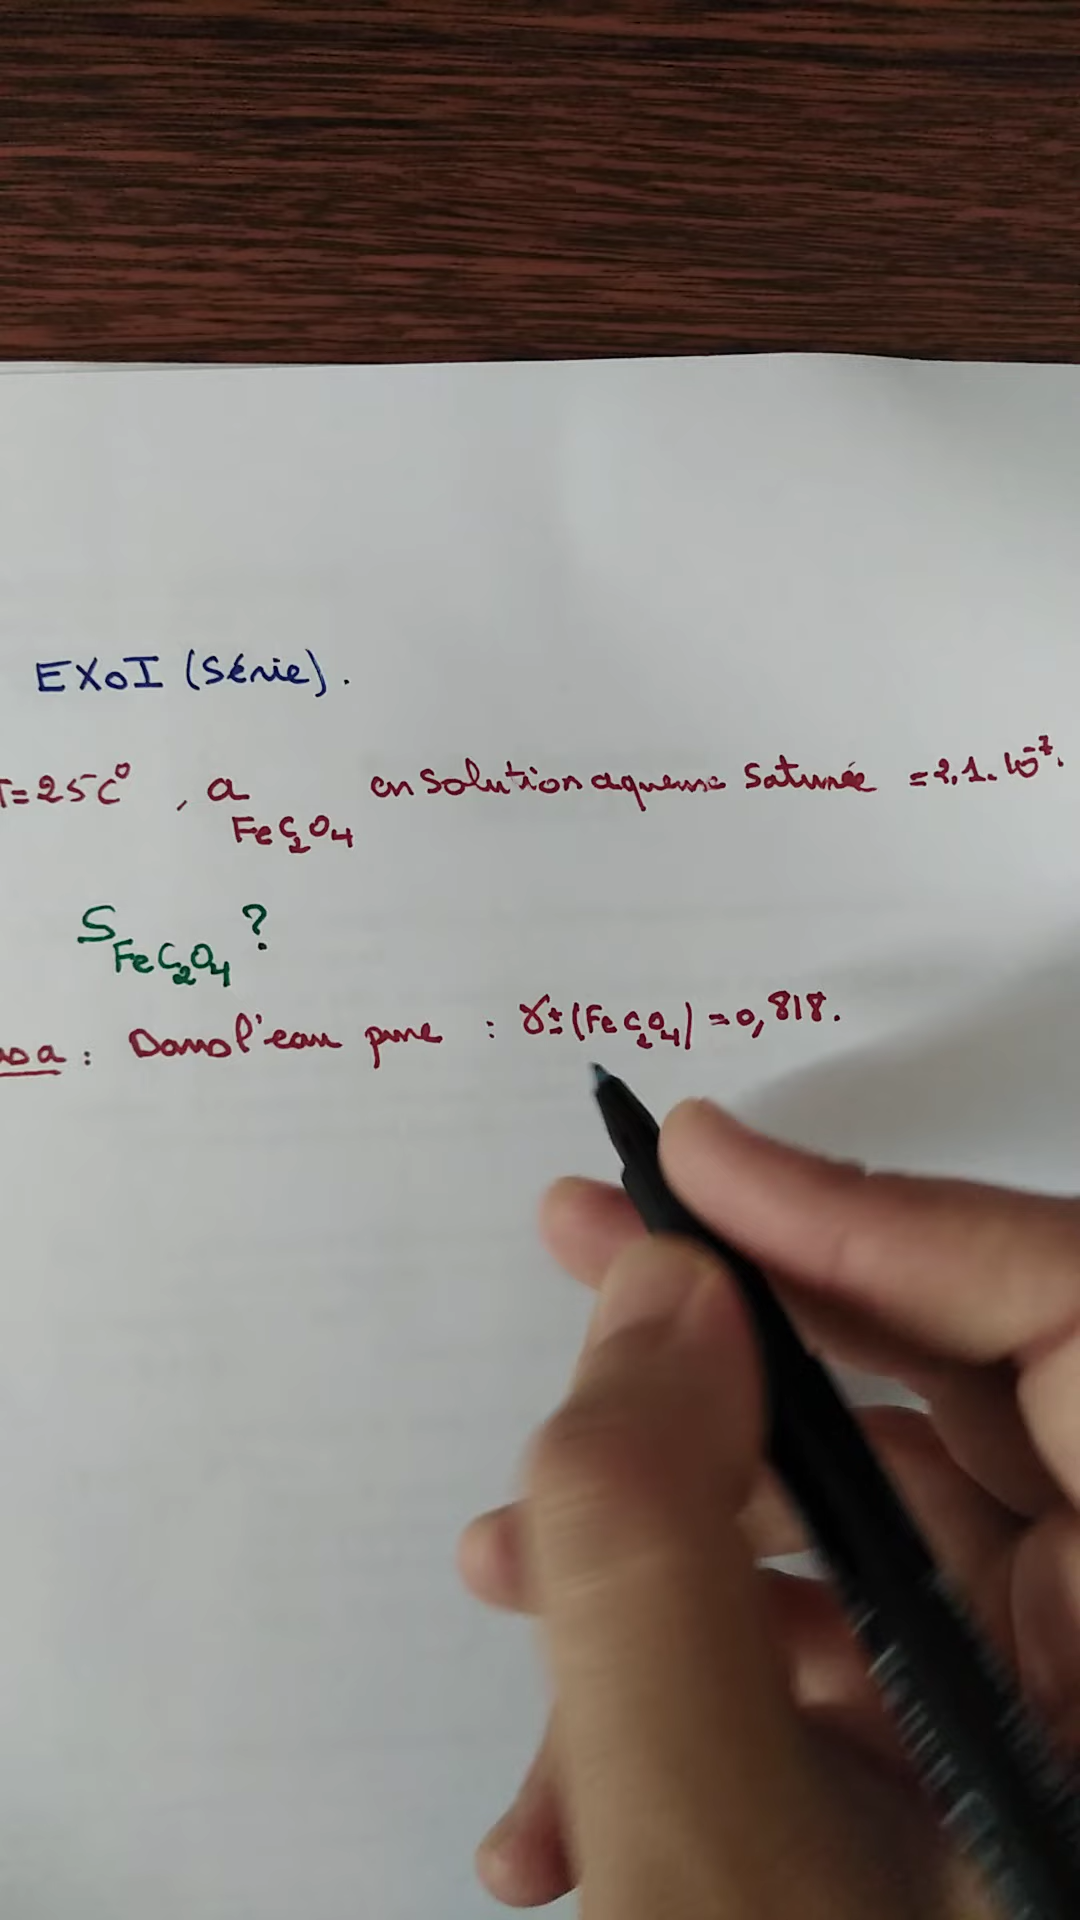 EXOI (Série).
T=25C°, a FeC2O4 en solution aqueuse Saturée = 2,1.10^-7.
S FeC2O4 ?
as a : Dans l'eau pure : γ± (FeC2O4) = 0,818.